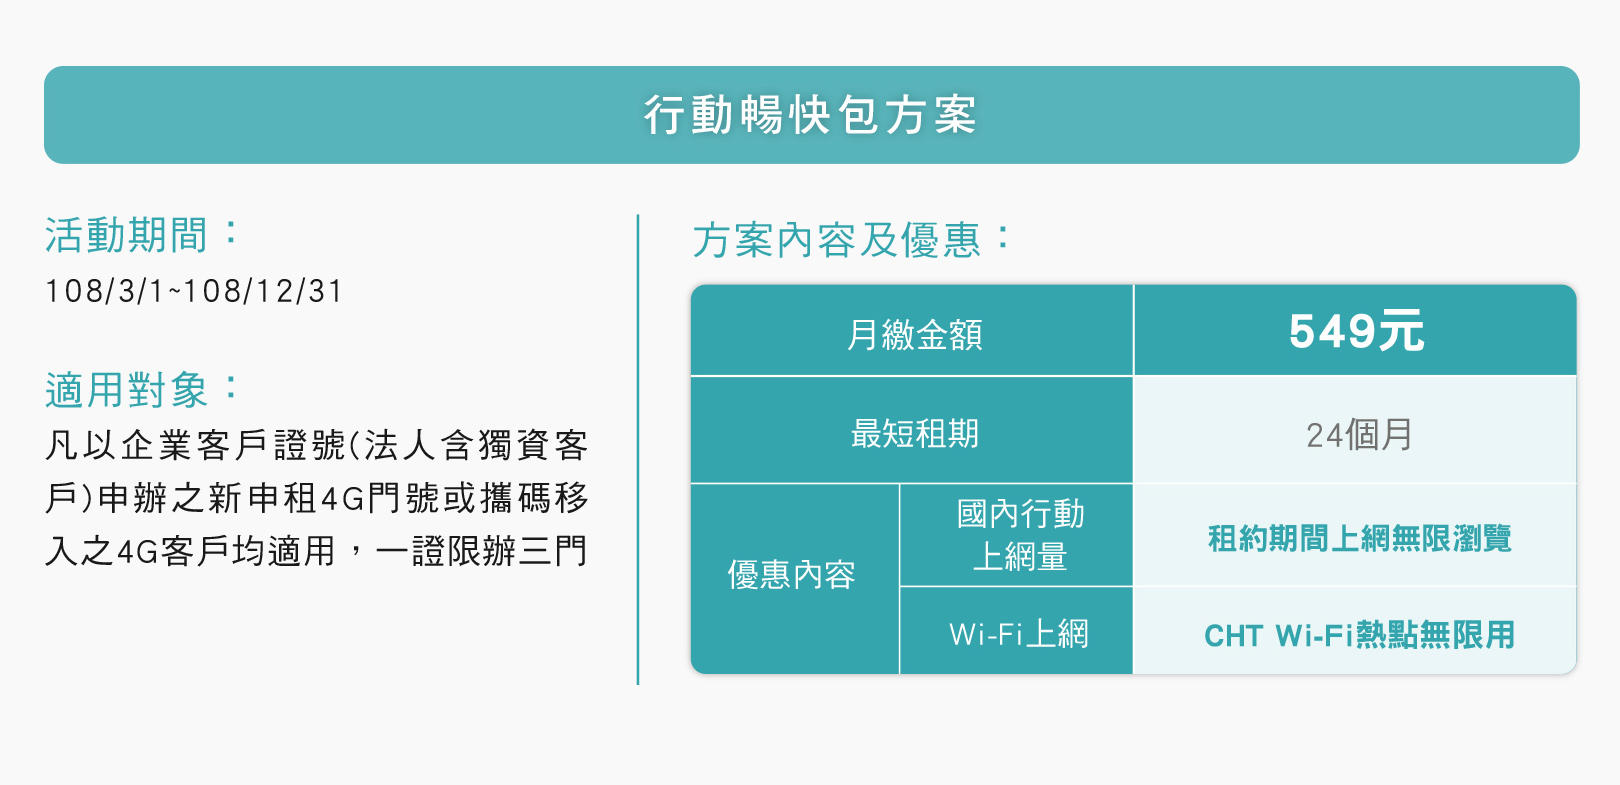 行動暢快包方案
活動期間：
108/3/1~108/12/31
適用對象：
凡以企業客戶證號(法人含獨資客
戶)申辦之新申租4G門號或攜碼移
入之4G客戶均適用，一證限辦三門
方案內容及優惠：
月繳金額
549元
最短租期
24個月
優惠內容
國內行動
上網量
租約期間上網無限瀏覽
Wi-Fi上網
CHT Wi-Fi熱點無限用